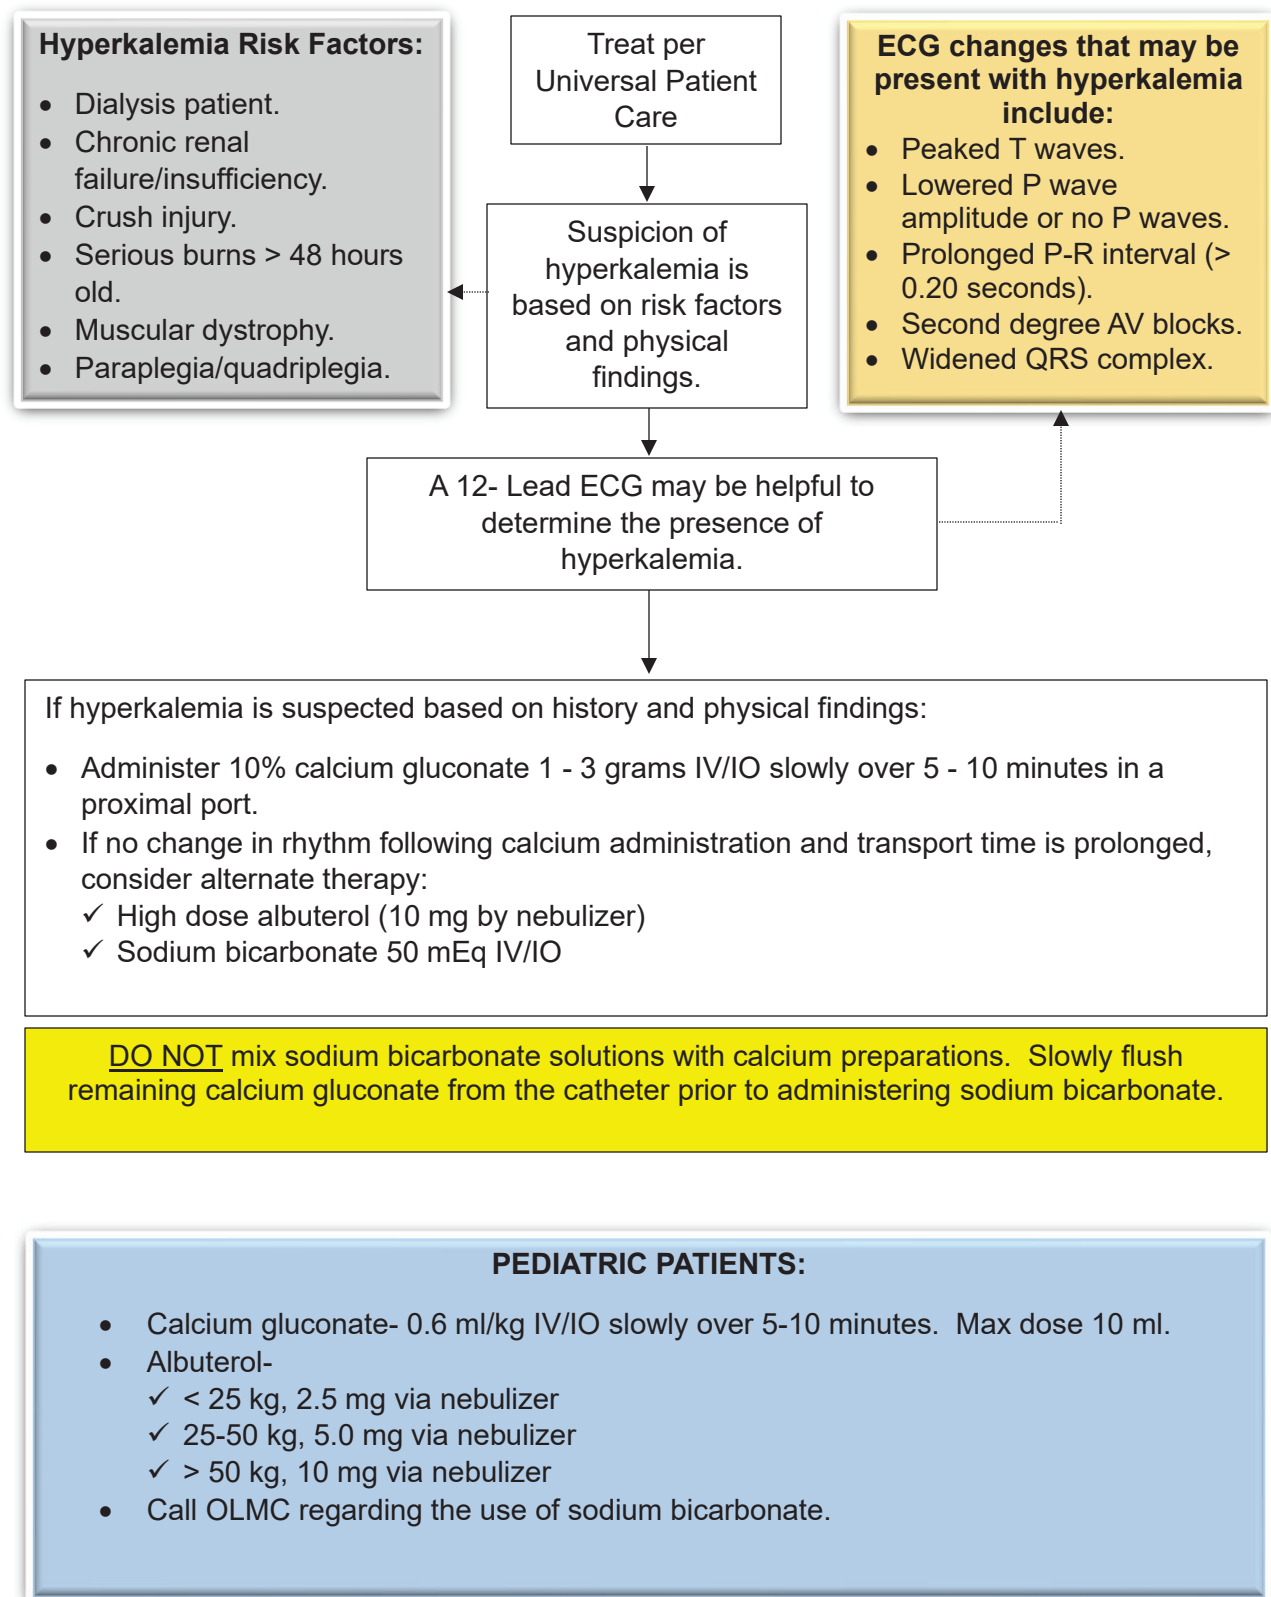 Hyperkalemia Risk Factors:
• Dialysis patient.
• Chronic renal
failure/insufficiency.
• Crush injury.
• Serious burns > 48 hours
old.
• Muscular dystrophy.
• Paraplegia/quadriplegia.
Treat per
Universal Patient
Care
Suspicion of
hyperkalemia is
based on risk factors
and physical
findings.
ECG changes that may be
present with hyperkalemia
include:
• Peaked T waves.
• Lowered P wave
amplitude or no P waves.
• Prolonged P-R interval (>
0.20 seconds).
• Second degree AV blocks.
• Widened QRS complex.
A 12- Lead ECG may be helpful to
determine the presence of
hyperkalemia.
If hyperkalemia is suspected based on history and physical findings:
• Administer 10% calcium gluconate 1 - 3 grams IV/IO slowly over 5 - 10 minutes in a
proximal port.
• If no change in rhythm following calcium administration and transport time is prolonged,
consider alternate therapy:
✓ High dose albuterol (10 mg by nebulizer)
✓ Sodium bicarbonate 50 mEq IV/IO
DO NOT mix sodium bicarbonate solutions with calcium preparations. Slowly flush
remaining calcium gluconate from the catheter prior to administering sodium bicarbonate.
PEDIATRIC PATIENTS:
• Calcium gluconate- 0.6 ml/kg IV/IO slowly over 5-10 minutes. Max dose 10 ml.
• Albuterol-
✓ < 25 kg, 2.5 mg via nebulizer
✓ 25-50 kg, 5.0 mg via nebulizer
✓ > 50 kg, 10 mg via nebulizer
• Call OLMC regarding the use of sodium bicarbonate.